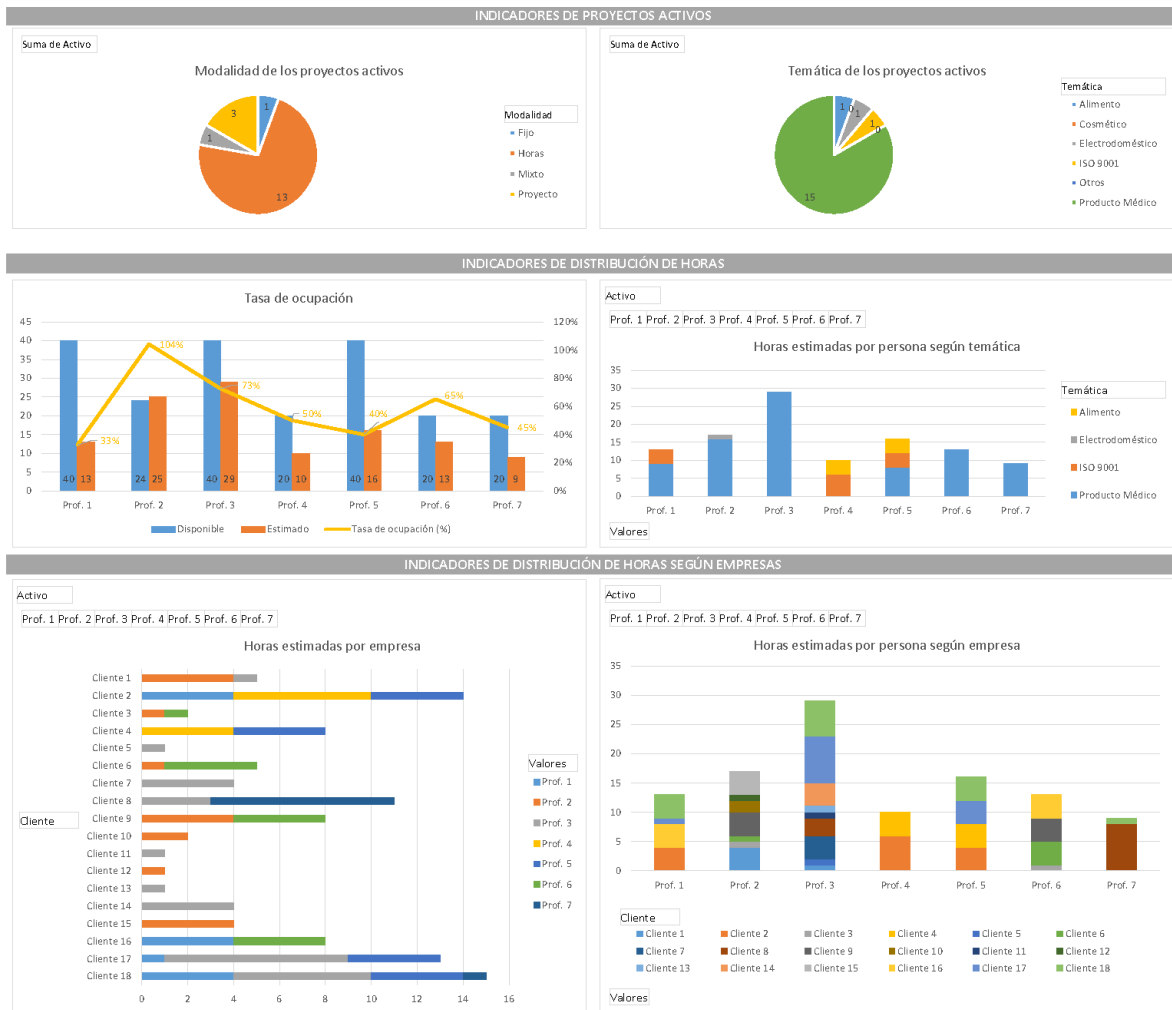 INDICADORES DE PROYECTOS ACTIVOS
Suma de Activo
Modalidad de los proyectos activos
1
3
1
13
Modalidad
Fijo
Horas
Mixto
Proyecto
Suma de Activo
Temática de los proyectos activos
1
0
1
1
0
15
Temática
Alimento
Cosmético
Electrodoméstico
ISO 9001
Otros
Producto Médico
INDICADORES DE DISTRIBUCIÓN DE HORAS
Tasa de ocupación
45
40
35
30
25
20
15
10
5
0
120%
100%
80%
60%
40%
20%
0%
33%
104%
73%
50%
40%
65%
45%
40 13
24 25
40 29
20 10
40 16
20 13
20 9
Prof. 1 Prof. 2 Prof. 3 Prof. 4 Prof. 5 Prof. 6 Prof. 7
Disponible Estimado Tasa de ocupación (%)
Activo
Prof. 1 Prof. 2 Prof. 3 Prof. 4 Prof. 5 Prof. 6 Prof. 7
Horas estimadas por persona según temática
35
30
25
20
15
10
5
0
Prof. 1 Prof. 2 Prof. 3 Prof. 4 Prof. 5 Prof. 6 Prof. 7
Temática
Alimento
Electrodoméstico
ISO 9001
Producto Médico
Valores
INDICADORES DE DISTRIBUCIÓN DE HORAS SEGÚN EMPRESAS
Activo
Prof. 1 Prof. 2 Prof. 3 Prof. 4 Prof. 5 Prof. 6 Prof. 7
Horas estimadas por empresa
Cliente 1
Cliente 2
Cliente 3
Cliente 4
Cliente 5
Cliente 6
Cliente 7
Cliente 8
Cliente 9
Cliente 10
Cliente 11
Cliente 12
Cliente 13
Cliente 14
Cliente 15
Cliente 16
Cliente 17
Cliente 18
0 2 4 6 8 10 12 14 16
Cliente
Valores
Prof. 1
Prof. 2
Prof. 3
Prof. 4
Prof. 5
Prof. 6
Prof. 7
Activo
Prof. 1 Prof. 2 Prof. 3 Prof. 4 Prof. 5 Prof. 6 Prof. 7
Horas estimadas por persona según empresa
35
30
25
20
15
10
5
0
Prof. 1 Prof. 2 Prof. 3 Prof. 4 Prof. 5 Prof. 6 Prof. 7
Cliente
Cliente 1 Cliente 2 Cliente 3 Cliente 4 Cliente 5 Cliente 6
Cliente 7 Cliente 8 Cliente 9 Cliente 10 Cliente 11 Cliente 12
Cliente 13 Cliente 14 Cliente 15 Cliente 16 Cliente 17 Cliente 18
Valores